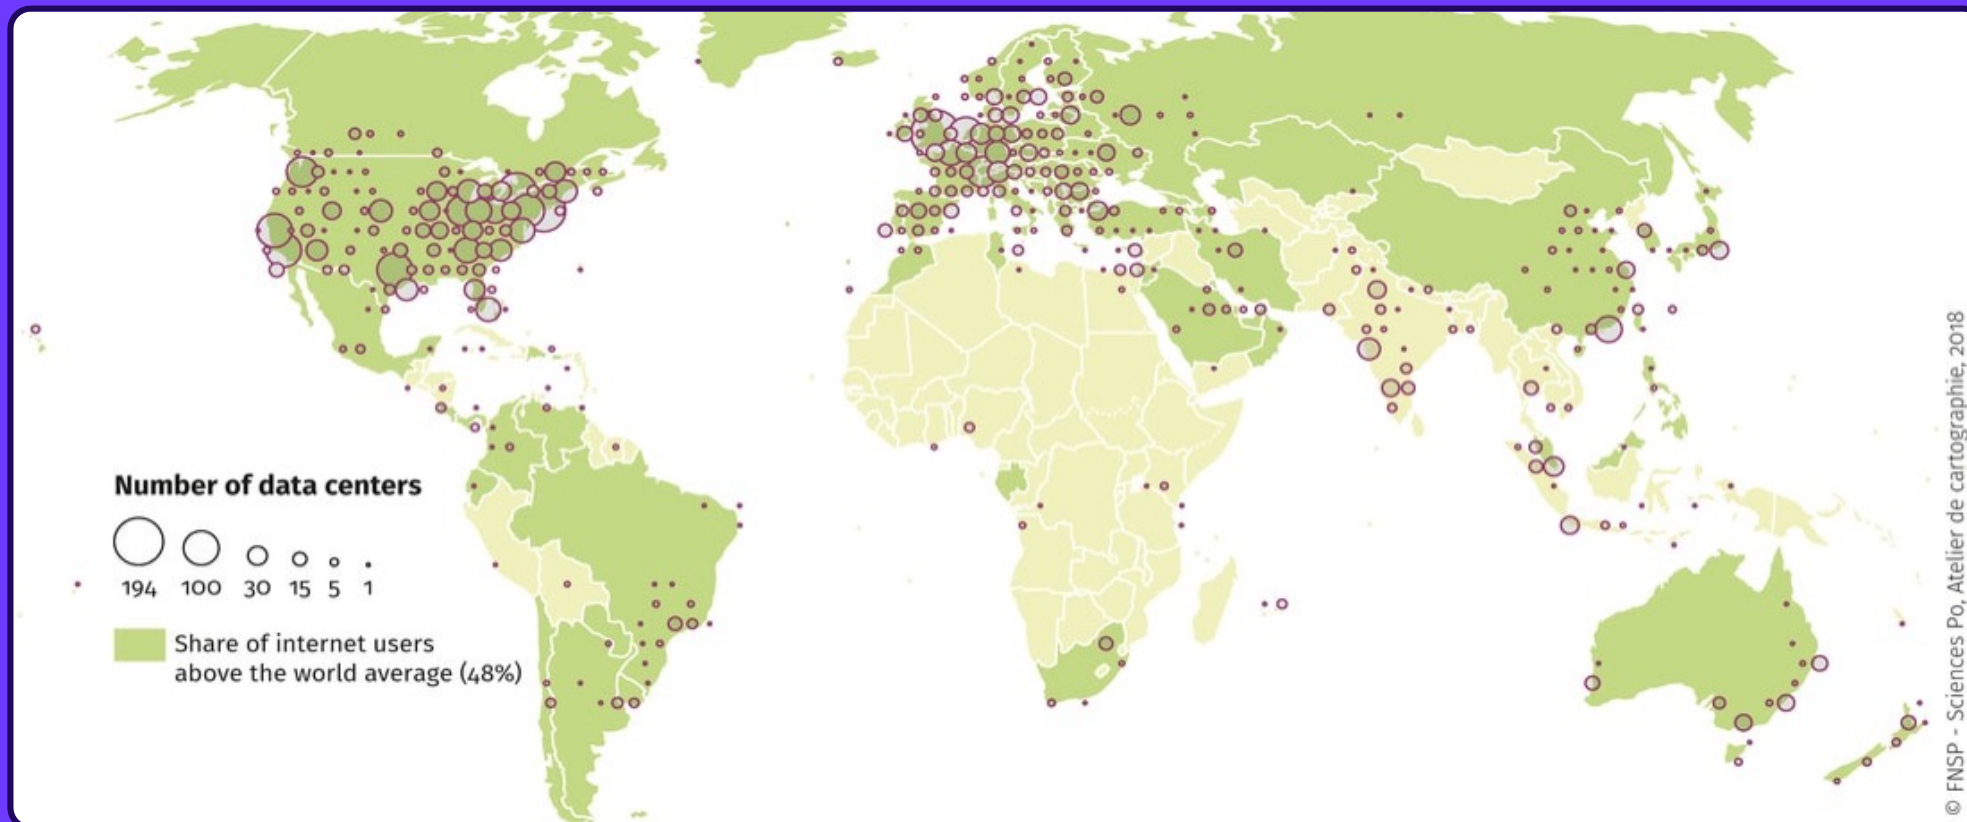 Number of data centers
194 100 30 15 5 1
Share of internet users
above the world average (48%)
© FNSP - Sciences Po, Atelier de cartographie, 2018